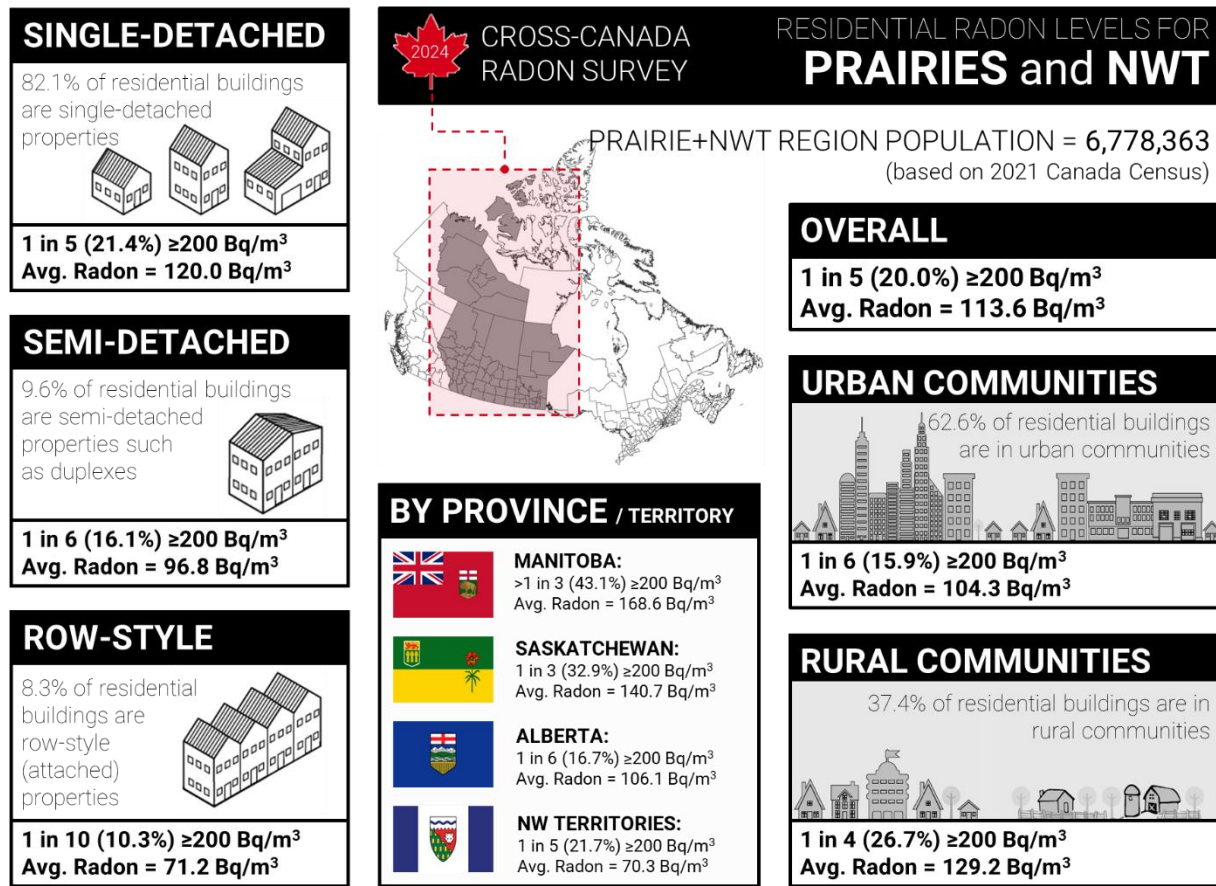 SINGLE-DETACHED
82.1% of residential buildings
are single-detached
properties
1 in 5 (21.4%) ≥200 Bq/m³
Avg. Radon = 120.0 Bq/m³
SEMI-DETACHED
9.6% of residential buildings
are semi-detached
properties such
as duplexes
1 in 6 (16.1%) ≥200 Bq/m³
Avg. Radon = 96.8 Bq/m³
ROW-STYLE
8.3% of residential
buildings are
row-style
(attached)
properties
1 in 10 (10.3%) ≥200 Bq/m³
Avg. Radon = 71.2 Bq/m³
2024
CROSS-CANADA
RADON SURVEY
RESIDENTIAL RADON LEVELS FOR
PRAIRIES and NWT
PRAIRIE+NWT REGION POPULATION = 6,778,363
(based on 2021 Canada Census)
BY PROVINCE / TERRITORY
MANITOBA:
>1 in 3 (43.1%) ≥200 Bq/m³
Avg. Radon = 168.6 Bq/m³
SASKATCHEWAN:
1 in 3 (32.9%) ≥200 Bq/m³
Avg. Radon = 140.7 Bq/m³
ALBERTA:
1 in 6 (16.7%) ≥200 Bq/m³
Avg. Radon = 106.1 Bq/m³
NW TERRITORIES:
1 in 5 (21.7%) ≥200 Bq/m³
Avg. Radon = 70.3 Bq/m³
OVERALL
1 in 5 (20.0%) ≥200 Bq/m³
Avg. Radon = 113.6 Bq/m³
URBAN COMMUNITIES
62.6% of residential buildings
are in urban communities
1 in 6 (15.9%) ≥200 Bq/m³
Avg. Radon = 104.3 Bq/m³
RURAL COMMUNITIES
37.4% of residential buildings are in
rural communities
1 in 4 (26.7%) ≥200 Bq/m³
Avg. Radon = 129.2 Bq/m³